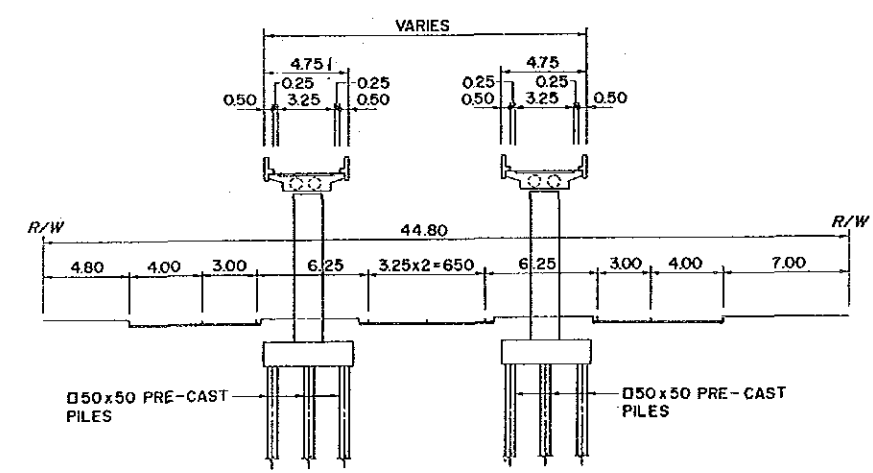 VARIES
4.75 4.75
0.25 0.25 0.25 0.25
0.50 3.25 0.50 0.50 3.25 0.50
R/W R/W
44.80
4.80 4.00 3.00 6.25 3.25x2=650 6.25 3.00 4.00 7.00
□50x50 PRE-CAST
PILES
□50x50 PRE-CAST
PILES